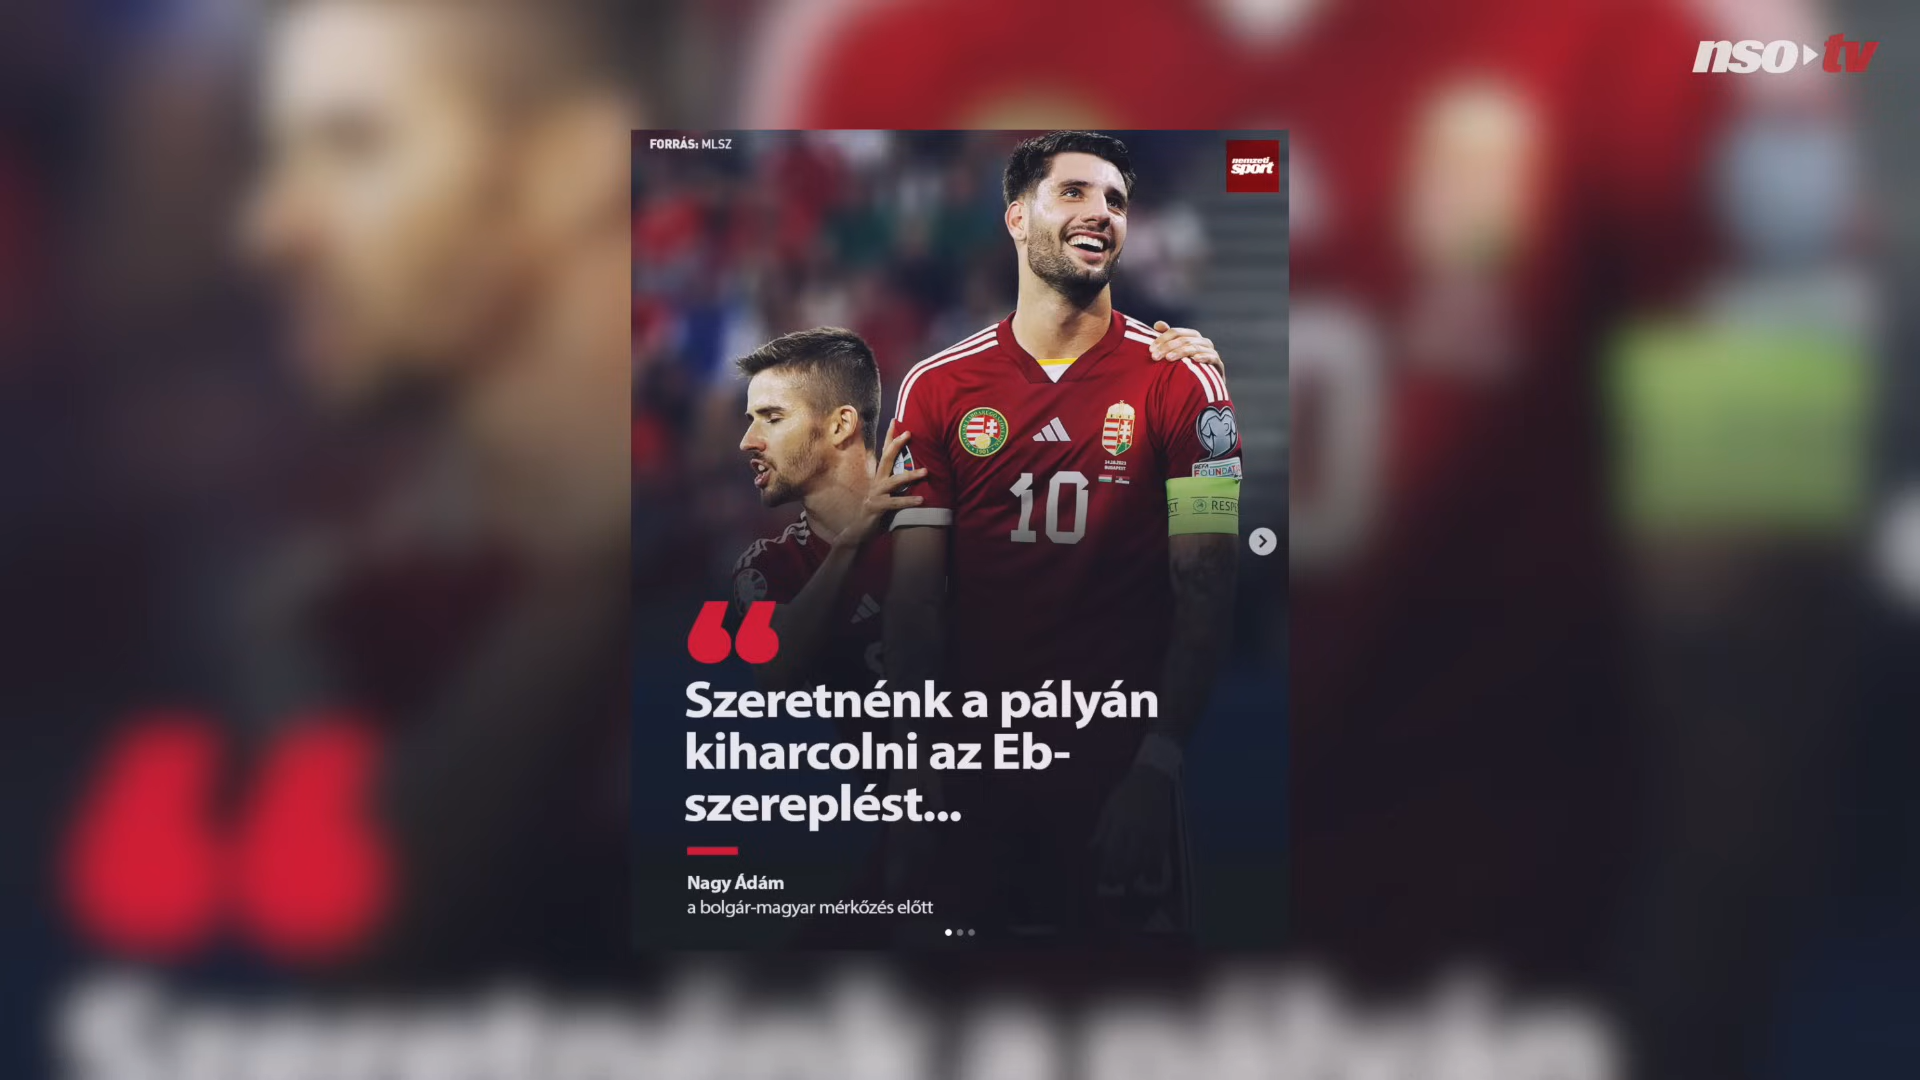 nso tv
FORRÁS: MLSZ
nemzeti
sport
10
RESP
Szeretnénk a pályán
kiharcolni az Eb-
szereplést...
Nagy Ádám
a bolgár-magyar mérkőzés előtt